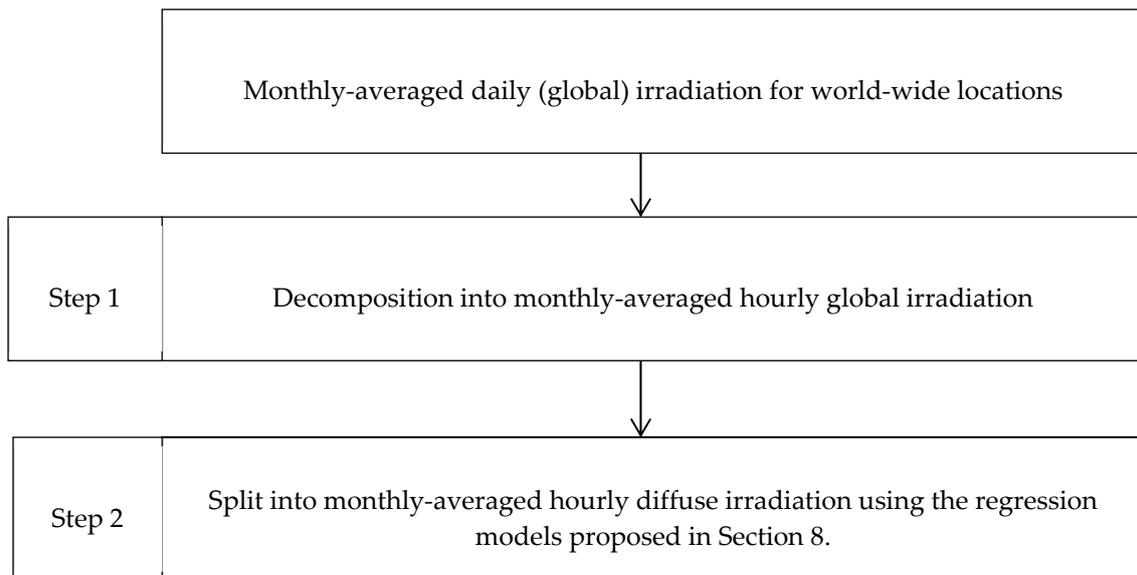 Monthly-averaged daily (global) irradiation for world-wide locations
Step 1
Decomposition into monthly-averaged hourly global irradiation
Step 2
Split into monthly-averaged hourly diffuse irradiation using the regression
models proposed in Section 8.